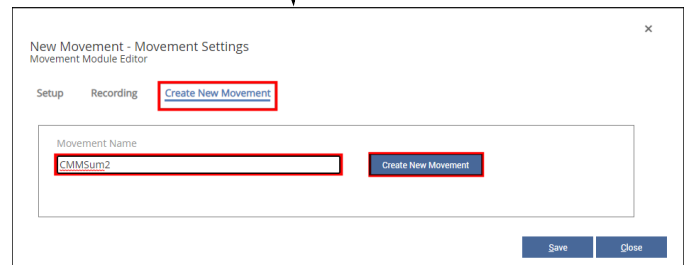 ×
New Movement - Movement Settings
Movement Module Editor
Setup Recording Create New Movement
Movement Name
CMMSum2 Create New Movement
Save Close